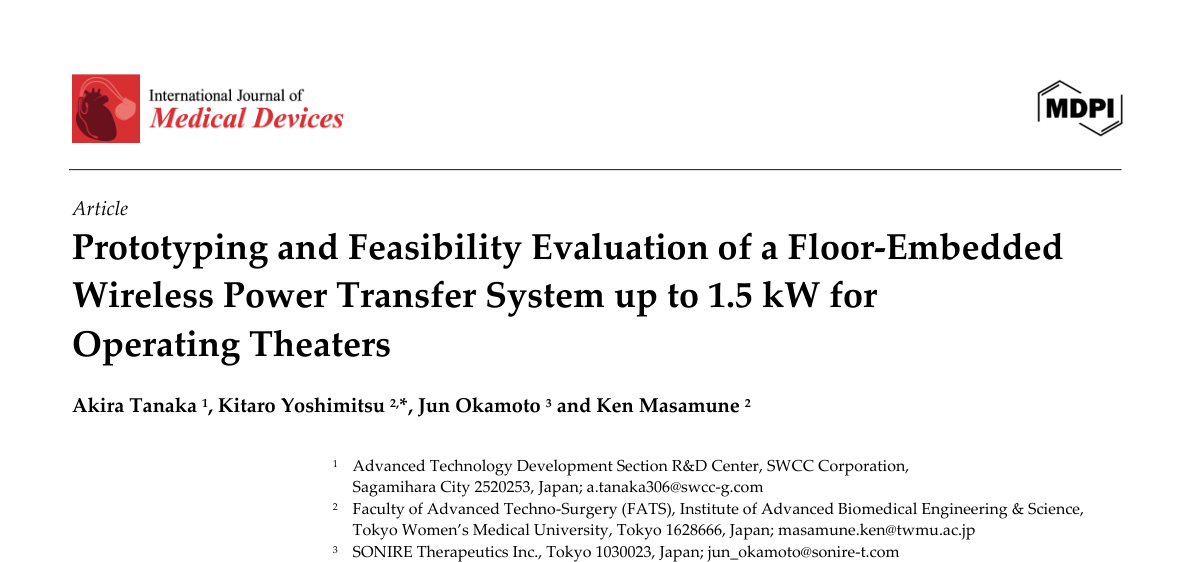 International Journal of
Medical Devices
MDPI
Article
Prototyping and Feasibility Evaluation of a Floor-Embedded
Wireless Power Transfer System up to 1.5 kW for
Operating Theaters
Akira Tanaka ¹, Kitaro Yoshimitsu ²,*, Jun Okamoto ³ and Ken Masamune ²
¹ Advanced Technology Development Section R&D Center, SWCC Corporation,
Sagamihara City 2520253, Japan; a.tanaka306@swcc-g.com
² Faculty of Advanced Techno-Surgery (FATS), Institute of Advanced Biomedical Engineering & Science,
Tokyo Women’s Medical University, Tokyo 1628666, Japan; masamune.ken@twmu.ac.jp
³ SONIRE Therapeutics Inc., Tokyo 1030023, Japan; jun_okamoto@sonire-t.com